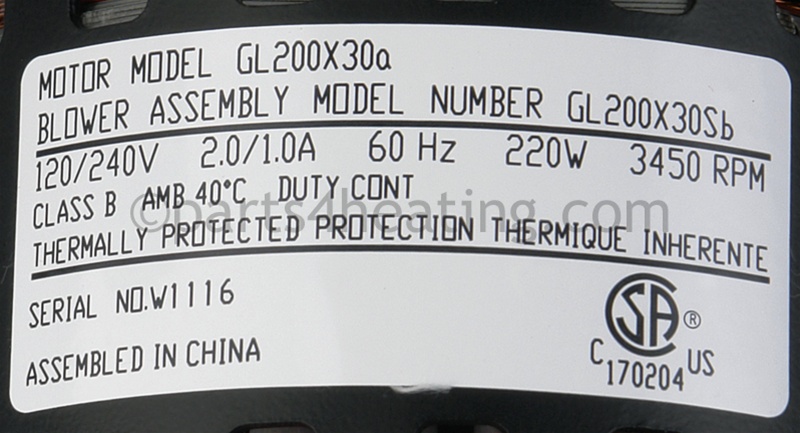 MOTOR MODEL GL200X30a
BLOWER ASSEMBLY MODEL NUMBER GL200X30Sb
120/240V 2.0/1.0A 60 Hz 220W 3450 RPM
CLASS B AMB 40°C DUTY CONT
©parts4heating.com
THERMALLY PROTECTED PROTECTION THERMIQUE INHERENTE
SERIAL NO.W1116
SA ®
ASSEMBLED IN CHINA
C US
170204